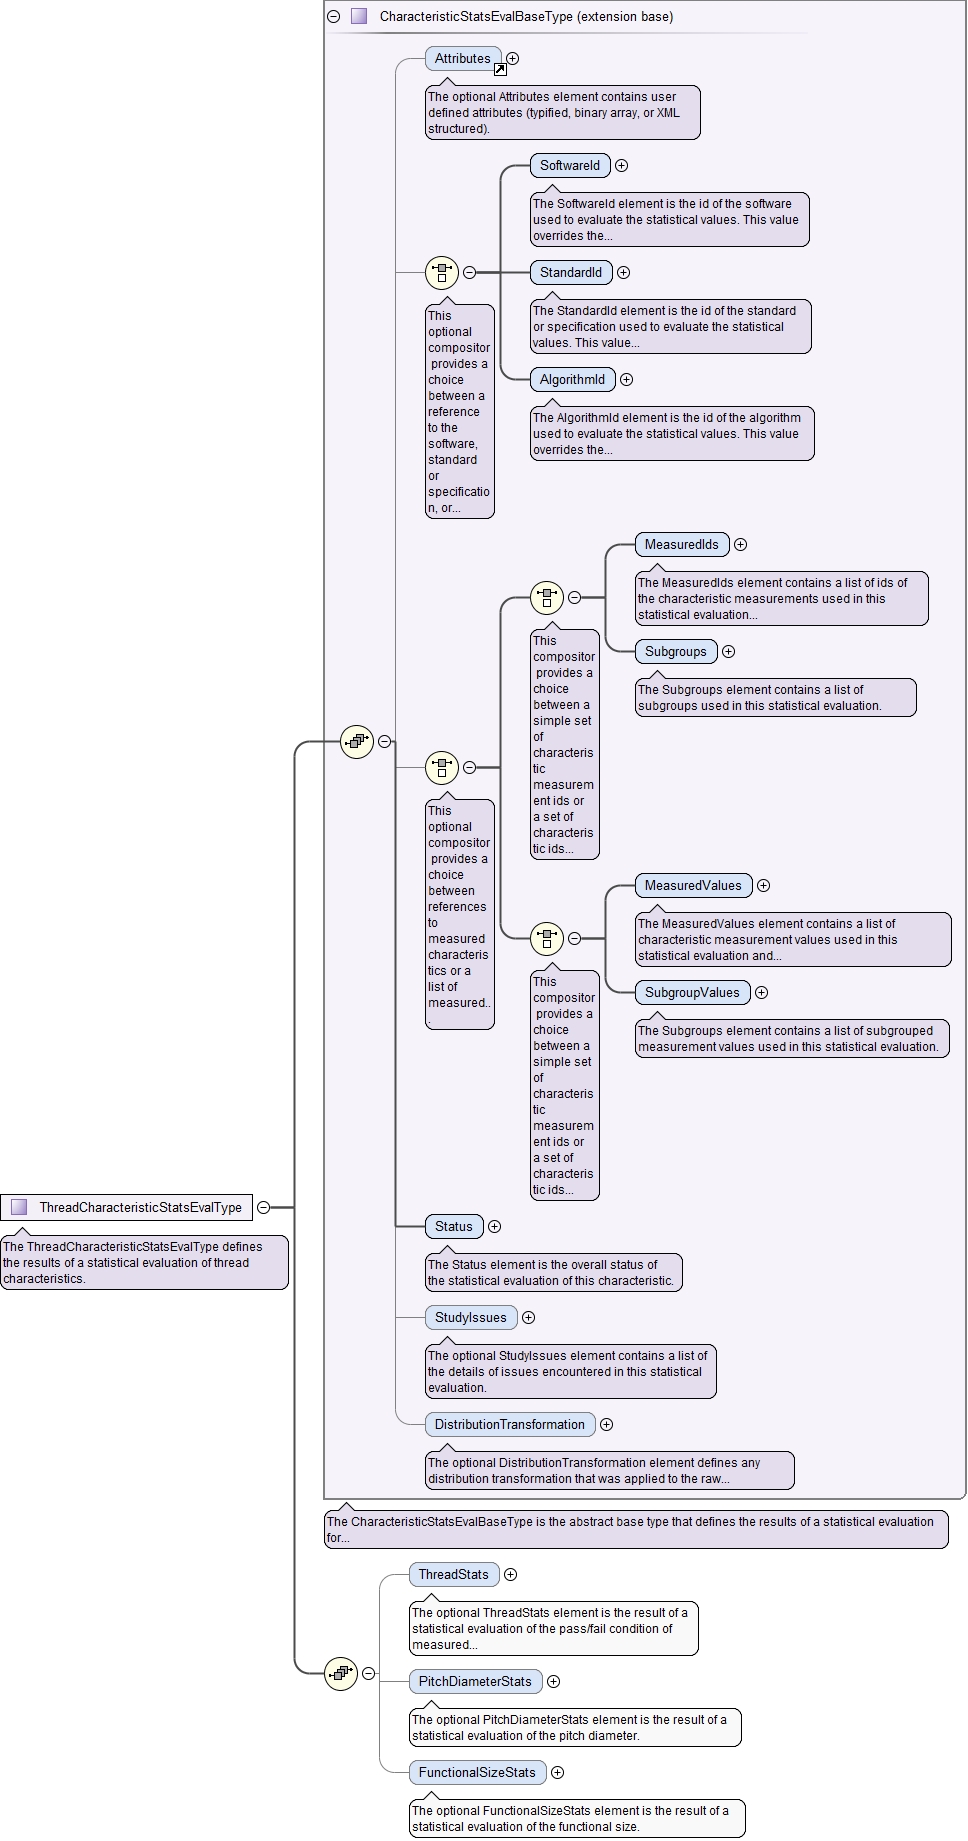 CharacteristicStatsEvalBaseType (extension base)
Attributes
The optional Attributes element contains user
defined attributes (typified, binary array, or XML
structured).
SoftwareId
The SoftwareId element is the id of the software
used to evaluate the statistical values. This value
overrides the...
StandardId
The StandardId element is the id of the standard
or specification used to evaluate the statistical
values. This value...
This
optional
compositor
provides a
choice
between a
reference
to the
software,
standard
or
specificatio
n, or...
AlgorithmId
The AlgorithmId element is the id of the algorithm
used to evaluate the statistical values. This value
overrides the...
MeasuredIds
The MeasuredIds element contains a list of ids of
the characteristic measurements used in this
statistical evaluation...
This
compositor
provides a
choice
between a
simple set
of
characteris
tic
measurem
ent ids or
a set of
characteris
tic ids...
Subgroups
The Subgroups element contains a list of
subgroups used in this statistical evaluation.
This
optional
compositor
provides a
choice
between
references
to
measured
characteris
tics or a
list of
measured..
.
MeasuredValues
The MeasuredValues element contains a list of
characteristic measurement values used in this
statistical evaluation and...
This
compositor
provides a
choice
between a
simple set
of
characteris
tic
measurem
ent ids or
a set of
characteris
tic ids...
SubgroupValues
The Subgroups element contains a list of subgrouped
measurement values used in this statistical evaluation.
ThreadCharacteristicStatsEvalType
The ThreadCharacteristicStatsEvalType defines
the results of a statistical evaluation of thread
characteristics.
Status
The Status element is the overall status of
the statistical evaluation of this characteristic.
StudyIssues
The optional StudyIssues element contains a list of
the details of issues encountered in this statistical
evaluation.
DistributionTransformation
The optional DistributionTransformation element defines any
distribution transformation that was applied to the raw...
The CharacteristicStatsEvalBaseType is the abstract base type that defines the results of a statistical evaluation
for...
ThreadStats
The optional ThreadStats element is the result of a
statistical evaluation of the pass/fail condition of
measured...
PitchDiameterStats
The optional PitchDiameterStats element is the result of a
statistical evaluation of the pitch diameter.
FunctionalSizeStats
The optional FunctionalSizeStats element is the result of a
statistical evaluation of the functional size.